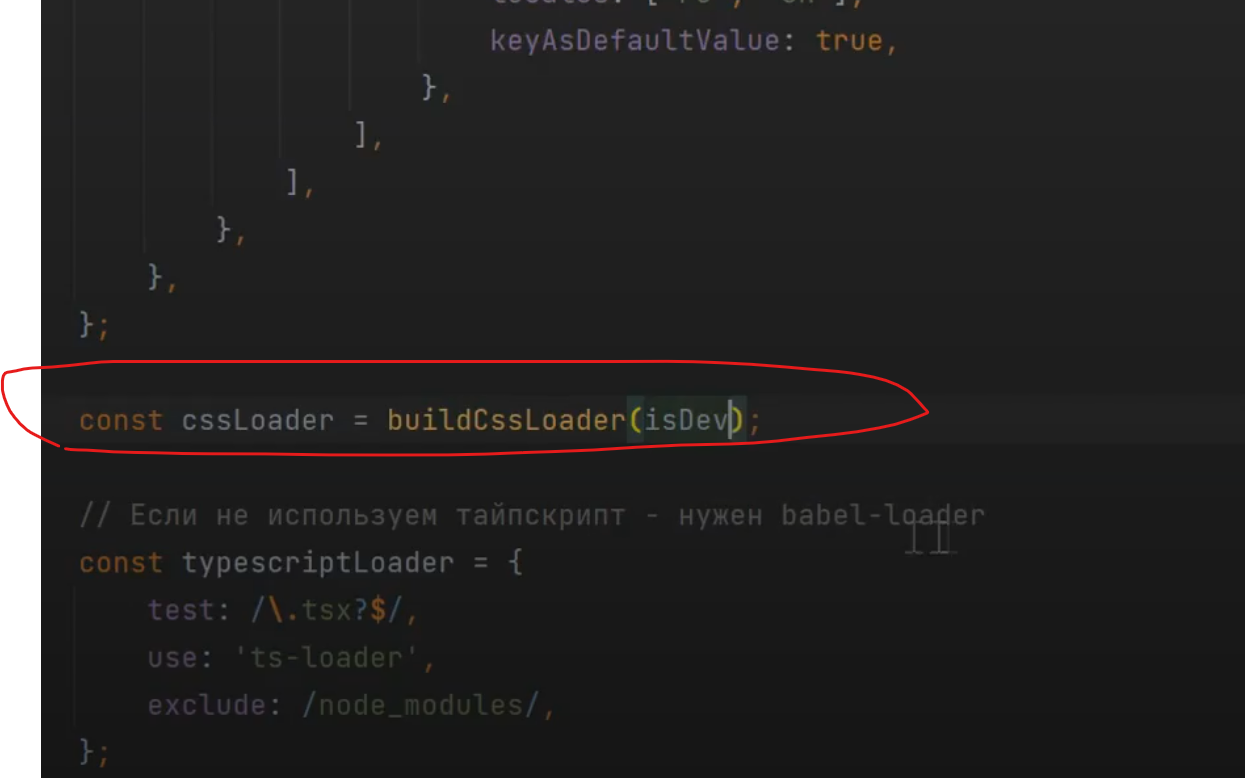 keyAsDefaultValue: true,
},
],
],
},
},
};
const cssLoader = buildCssLoader(isDev);
// Если не используем тайпскрипт - нужен babel-loader
const typescriptLoader = {
test: /\.tsx?$/,
use: 'ts-loader',
exclude: /node_modules/,
};